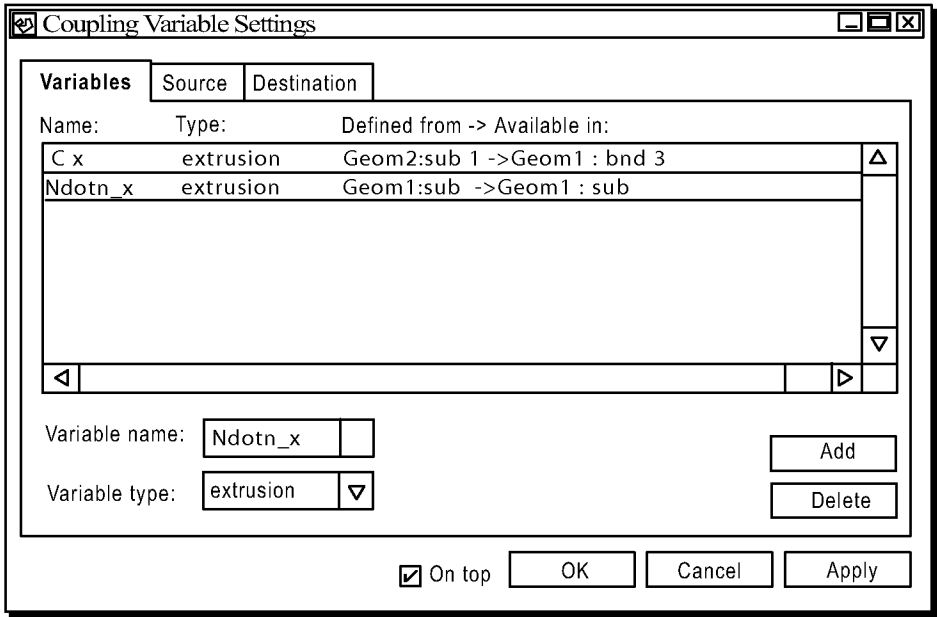 Coupling Variable Settings
Variables Source Destination
Name: Type: Defined from -> Available in:
C x extrusion Geom2:sub 1 ->Geom1 : bnd 3
Ndotn_x extrusion Geom1:sub ->Geom1 : sub
Variable name: Ndotn_x
Add
Variable type: extrusion
Delete
On top OK Cancel Apply